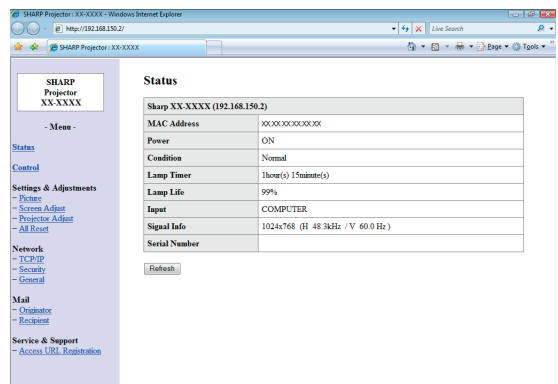 SHARP Projector : XX-XXXX - Windows Internet Explorer
http://192.168.150.2/
Live Search
SHARP Projector : XX-XXXX
Page
Tools
SHARP
Projector
XX-XXXX
- Menu -
Status
Control
Settings & Adjustments
- Picture
- Screen Adjust
- Projector Adjust
- All Reset
Network
- TCP/IP
- Security
- General
Mail
- Originator
- Recipient
Service & Support
- Access URL Registration
Status
Sharp XX-XXXX (192.168.150.2)
MAC Address XX:XX:XX:XX:XX:XX
Power ON
Condition Normal
Lamp Timer 1hour(s) 15minute(s)
Lamp Life 99%
Input COMPUTER
Signal Info 1024x768 (H 48.3kHz / V 60.0 Hz )
Serial Number
Refresh